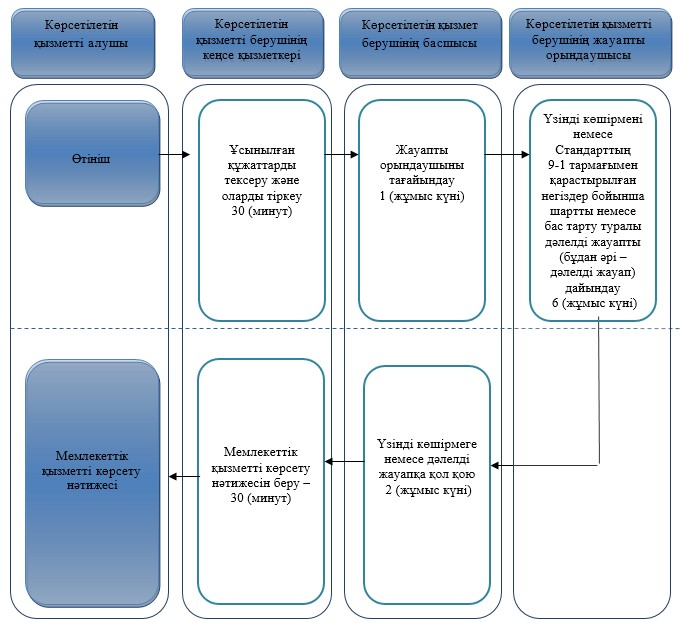 Көрсетілетін
қызметті алушы
Көрсетілетін
қызметті берушінің
кеңсе қызметкері
Көрсетілетін қызмет
берушінің басшысы
Көрсетілетін қызметті
берушінің жауапты
орындаушысы
Өтініш
Ұсынылған
құжаттарды
тексеру және
оларды тіркеу
30 (минут)
Жауапты
орындаушыны
тағайындау
1 (жұмыс күні)
Үзінді көшірмені
немесе
Стандарттың
9-1 тармағымен
қарастырылған
негіздер бойынша
шартты немесе
бас тарту туралы
дәлелді жауапты
(бұдан әрі –
дәлелді жауап)
дайындау
6 (жұмыс күні)
Мемлекеттік
қызметті көрсету
нәтижесі
Мемлекеттік
қызметті көрсету
нәтижесін беру –
30 (минут)
Үзінді көшірмеге
немесе дәлелді
жауапқа қол қою
2 (жұмыс күні)